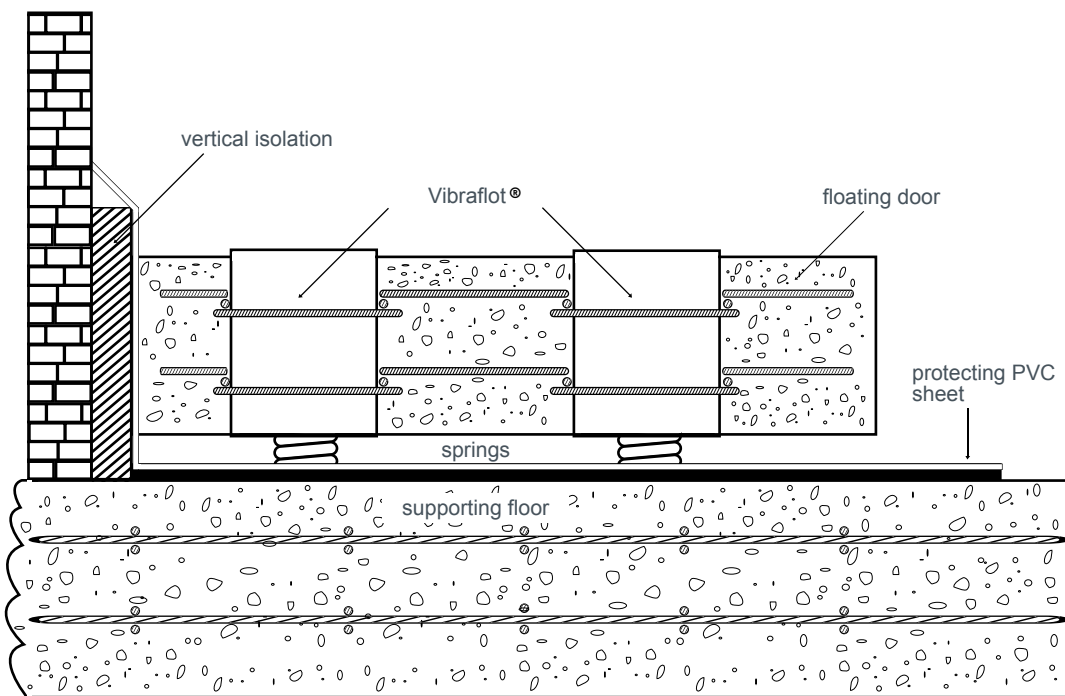 vertical isolation
Vibraflot®
floating door
protecting PVC
sheet
springs
supporting floor